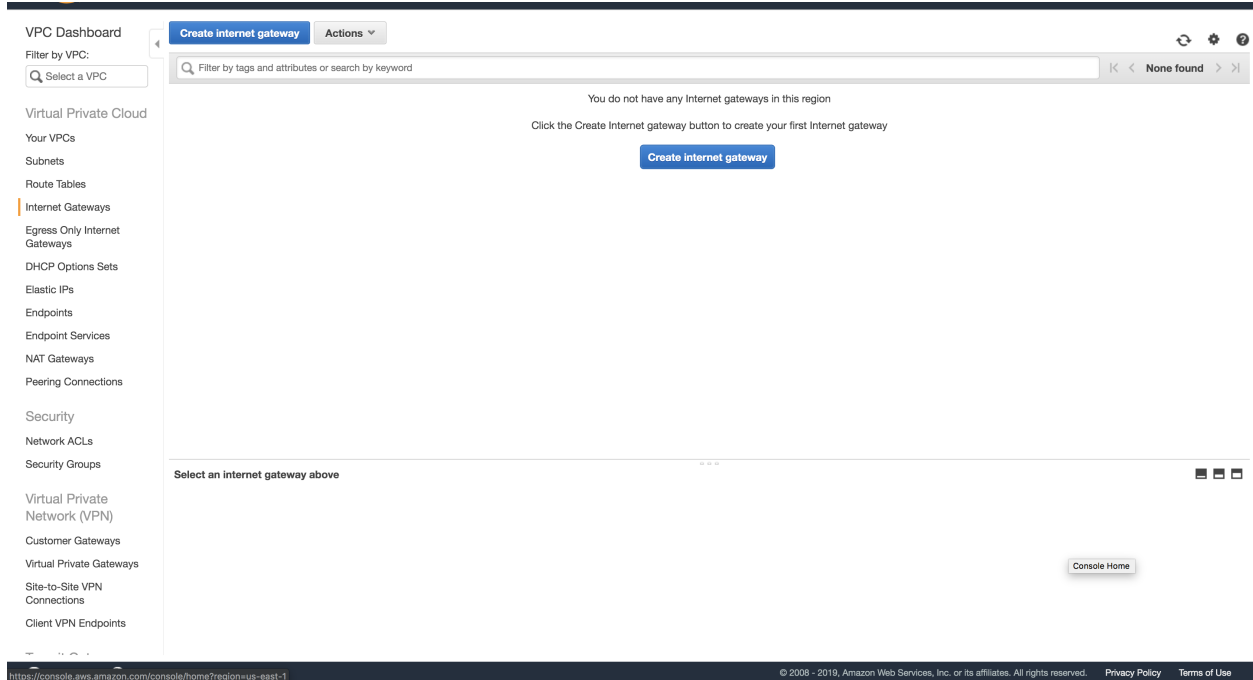 VPC Dashboard
Filter by VPC:
Select a VPC
Virtual Private Cloud
Your VPCs
Subnets
Route Tables
Internet Gateways
Egress Only Internet
Gateways
DHCP Options Sets
Elastic IPs
Endpoints
Endpoint Services
NAT Gateways
Peering Connections
Security
Network ACLs
Security Groups
Virtual Private
Network (VPN)
Customer Gateways
Virtual Private Gateways
Site-to-Site VPN
Connections
Client VPN Endpoints
Create internet gateway
Actions
Filter by tags and attributes or search by keyword
None found
You do not have any Internet gateways in this region
Click the Create Internet gateway button to create your first Internet gateway
Create internet gateway
Select an internet gateway above
Console Home
https://console.aws.amazon.com/console/home?region=us-east-1
© 2008 - 2019, Amazon Web Services, Inc. or its affiliates. All rights reserved. Privacy Policy Terms of Use